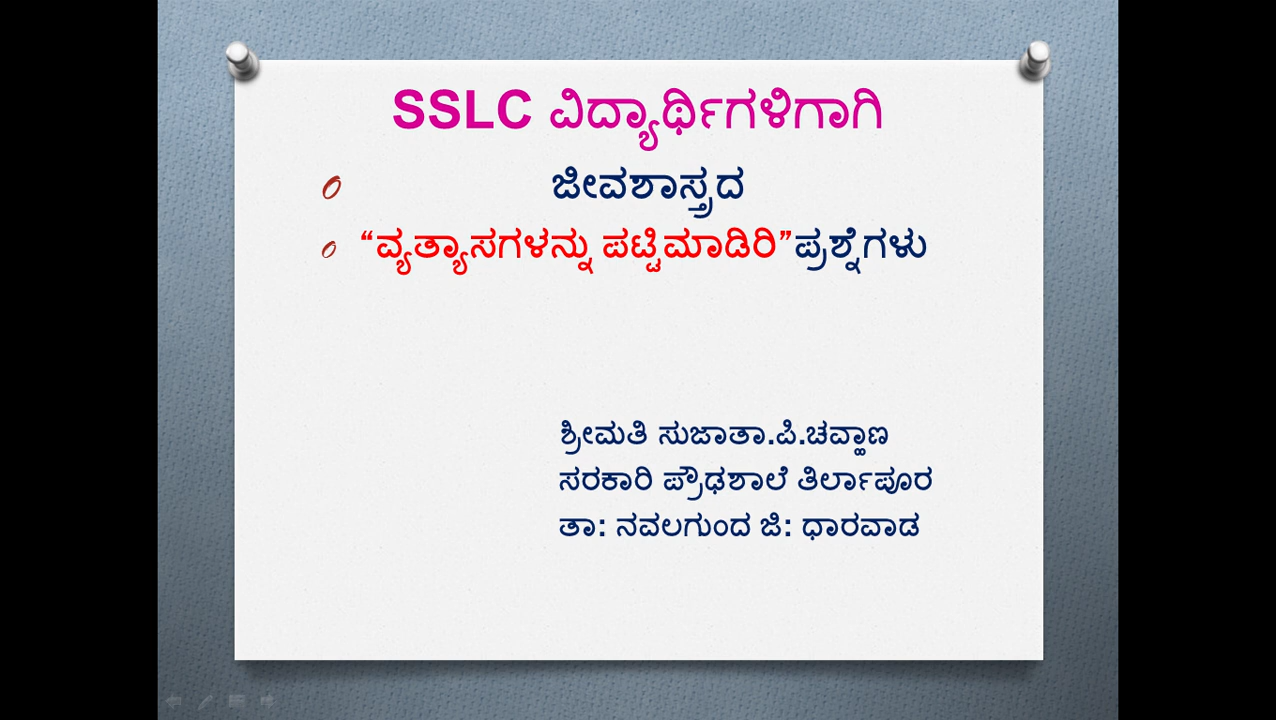 SSLC ವಿದ್ಯಾರ್ಥಿಗಳಿಗಾಗಿ
ಜೀವಶಾಸ್ತ್ರದ
“ವ್ಯತ್ಯಾಸಗಳನ್ನು ಪಟ್ಟಿಮಾಡಿರಿ”ಪ್ರಶ್ನೆಗಳು
ಶ್ರೀಮತಿ ಸುಜಾತಾ.ಪಿ.ಚವ್ಹಾಣ
ಸರಕಾರಿ ಪ್ರೌಢಶಾಲೆ ತಿರ್ಲಾಪೂರ
ತಾ: ನವಲಗುಂದ ಜಿ: ಧಾರವಾಡ